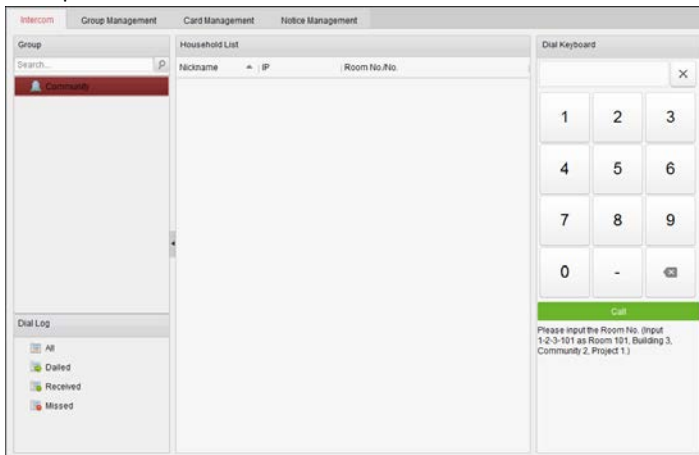 Intercom Group Management Card Management Notice Management
Group
Search...
Community
Household List
Nickname IP Room No./No.
Dial Keyboard
1 2 3
4 5 6
7 8 9
0 -
Call
Please input the Room No. (Input
1-2-3-101 as Room 101, Building 3,
Community 2, Project 1.)
Dial Log
All
Dailed
Received
Missed